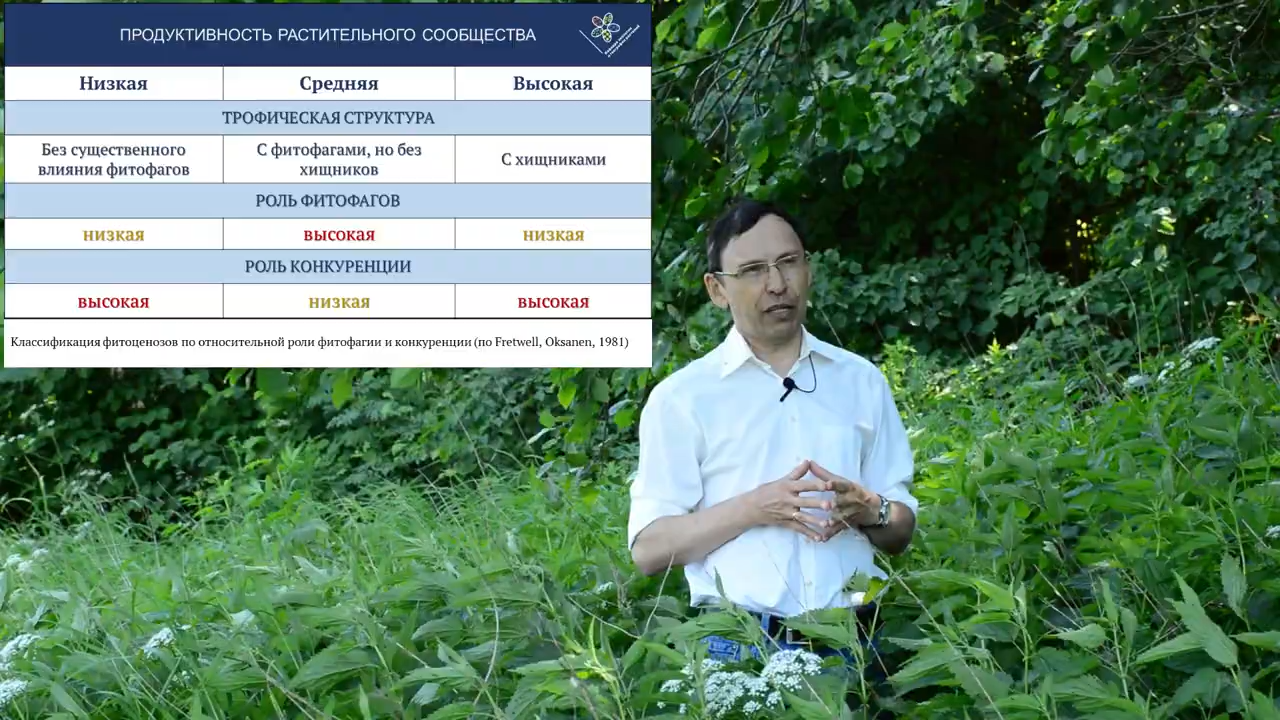 ПРОДУКТИВНОСТЬ РАСТИТЕЛЬНОГО СООБЩЕСТВА
Низкая Средняя Высокая
ТРОФИЧЕСКАЯ СТРУКТУРА
Без существенного
влияния фитофагов
С фитофагами, но без
хищников
С хищниками
РОЛЬ ФИТОФАГОВ
низкая высокая низкая
РОЛЬ КОНКУРЕНЦИИ
высокая низкая высокая
Классификация фитоценозов по относительной роли фитофагии и конкуренции (по Fretwell, Oksanen, 1981)